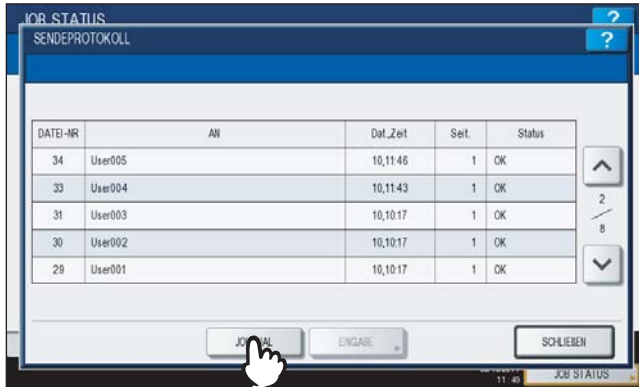 JOB STATUS ?
SENDEPROTOKOLL ?
DATEI-NR AN Dat.,Zeit Seit. Status
34 User005 10,11:46 1 OK
33 User004 10,11:43 1 OK
31 User003 10,10:17 1 OK
30 User002 10,10:17 1 OK
29 User001 10,10:17 1 OK
2
8
EINGABE SCHLIEßEN
JOB STATUS